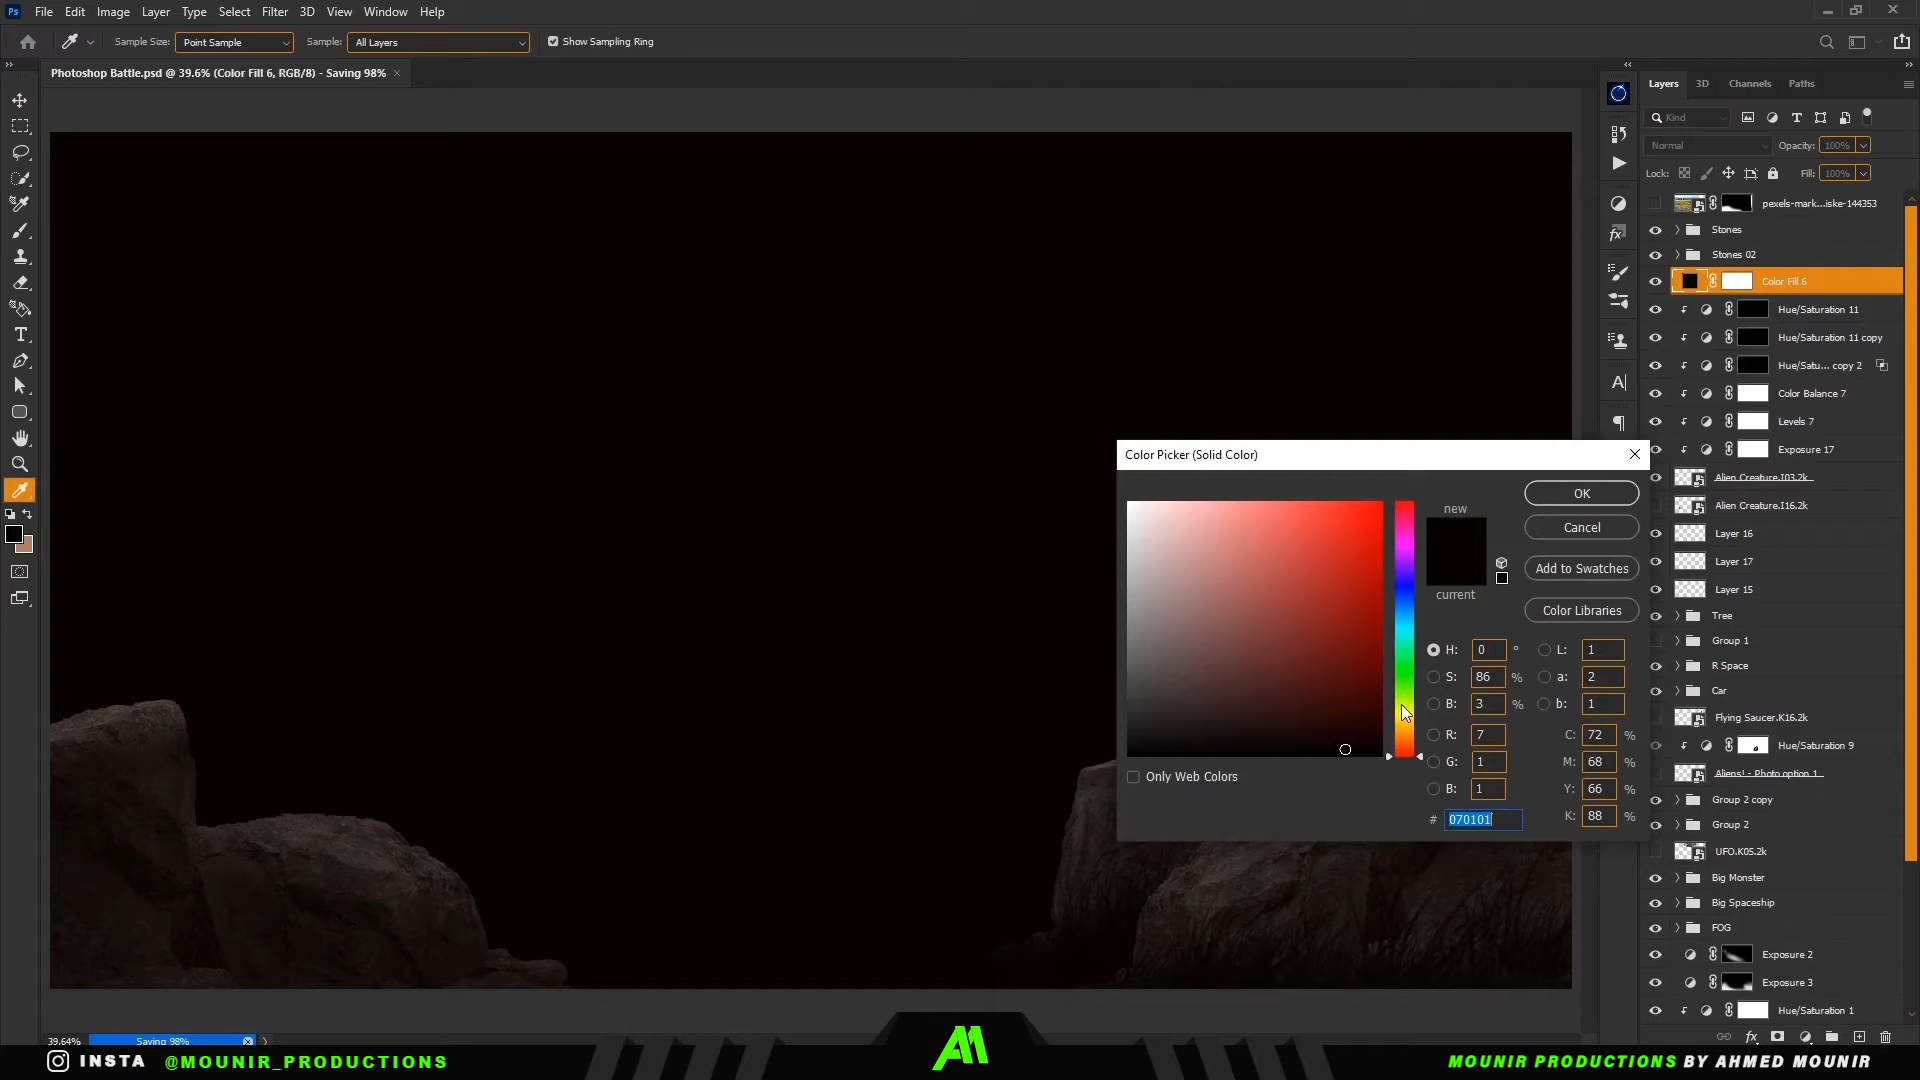 Ps File Edit Image Layer Type Select Filter 3D View Window Help
Sample Size: Point Sample Sample: All Layers Show Sampling Ring
Photoshop Battle.psd @ 39.6% (Color Fill 6, RGB/8) - Saving 98%
Layers 3D Channels Paths
Kind
Normal Opacity: 100%
Lock: Fill: 100%
pexels-mark...iske-144353
Stones
Stones 02
Color Fill 6
Hue/Saturation 11
Hue/Saturation 11 copy
Hue/Satu... copy 2
Color Balance 7
Levels 7
Exposure 17
Alien Creature.I03.2k
Alien Creature.I16.2k
Layer 16
Layer 17
Layer 15
Tree
Group 1
R Space
Car
Flying Saucer.K16.2k
Hue/Saturation 9
Aliens! - Photo option 1
Group 2 copy
Group 2
UFO.K05.2k
Big Monster
Big Spaceship
FOG
Exposure 2
Exposure 3
Hue/Saturation 1
Color Picker (Solid Color)
new
current
OK
Cancel
Add to Swatches
Color Libraries
H: 0 ° L: 1
S: 86 % a: 2
B: 3 % b: 1
R: 7 C: 72 %
G: 1 M: 68 %
B: 1 Y: 66 %
# 070101 K: 88 %
Only Web Colors
39.64% Saving 98%
INSTA @MOUNIR_PRODUCTIONS
AM
MOUNIR PRODUCTIONS BY AHMED MOUNIR